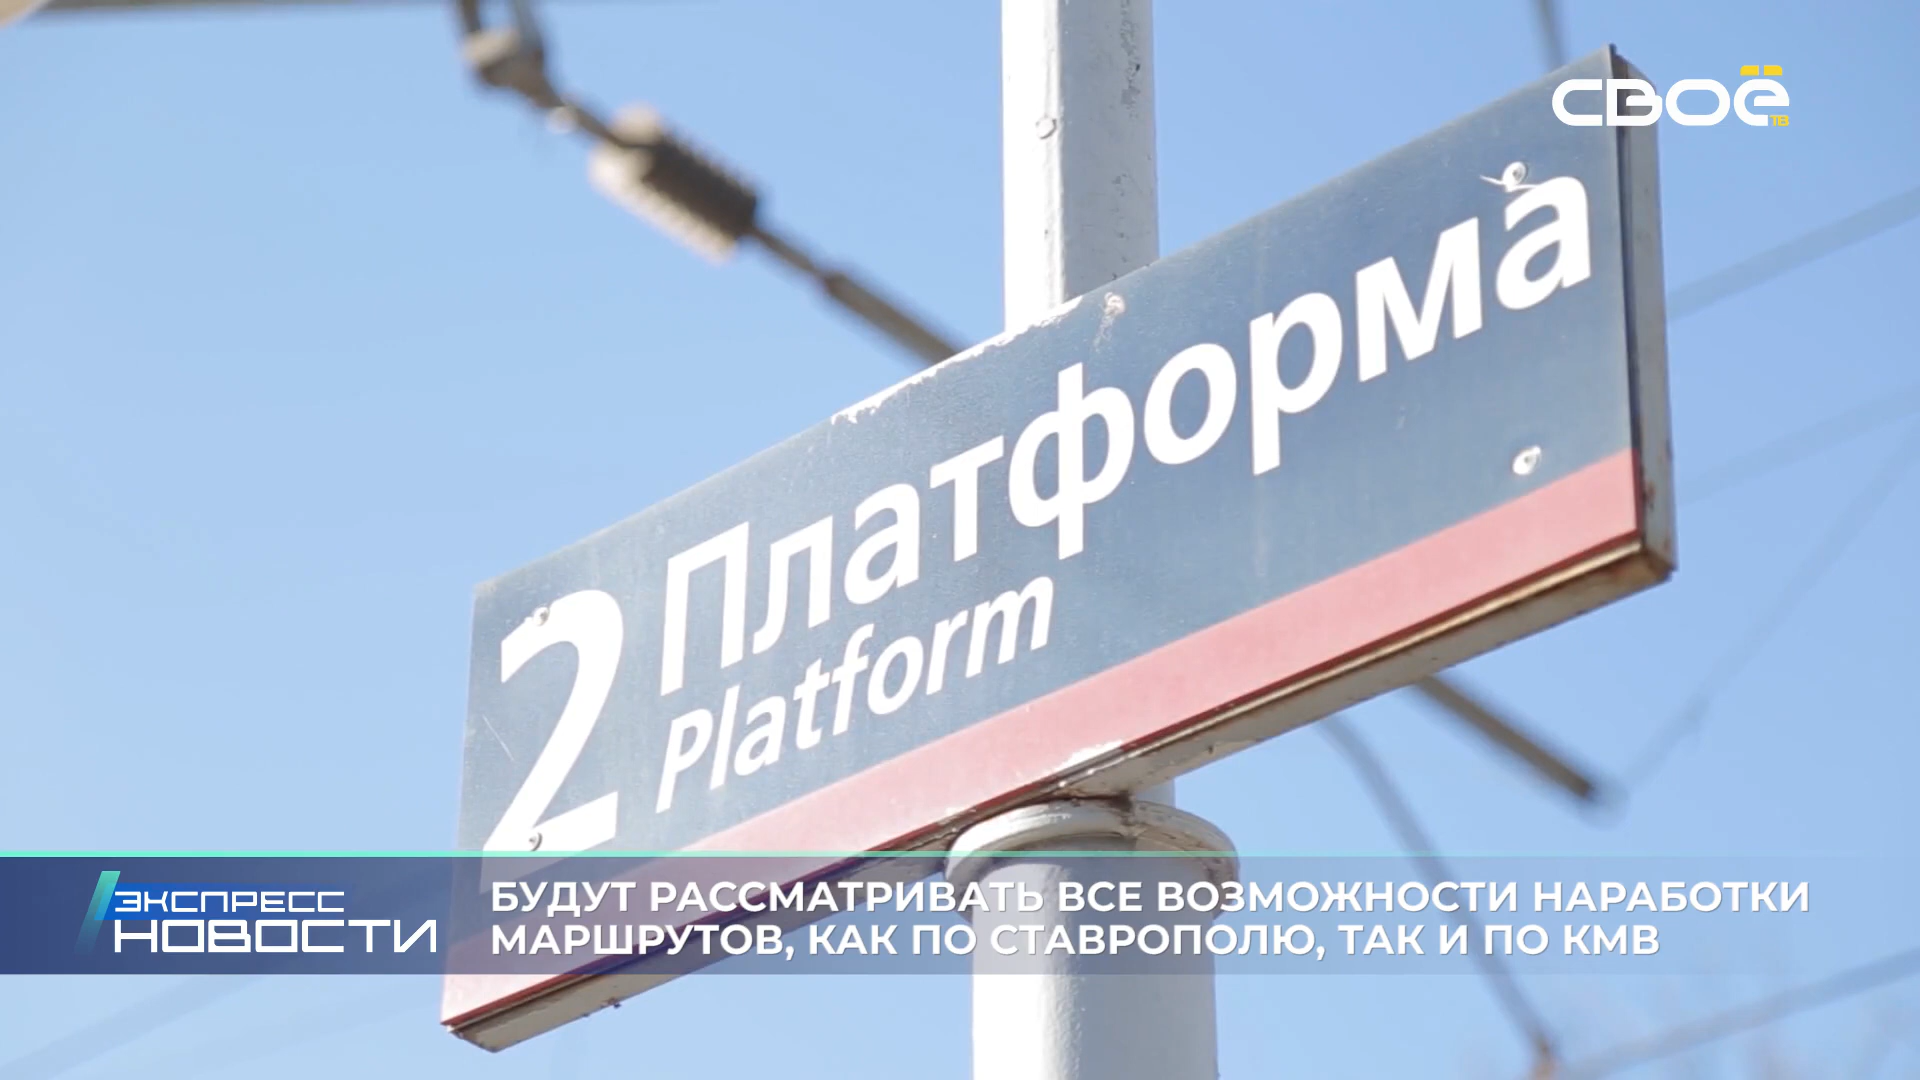 СВОЁ
ТВ
2 Платформа
Platform
ЭКСПРЕСС
НОВОСТИ
БУДУТ РАССМАТРИВАТЬ ВСЕ ВОЗМОЖНОСТИ НАРАБОТКИ
МАРШРУТОВ, КАК ПО СТАВРОПОЛЮ, ТАК И ПО КМВ